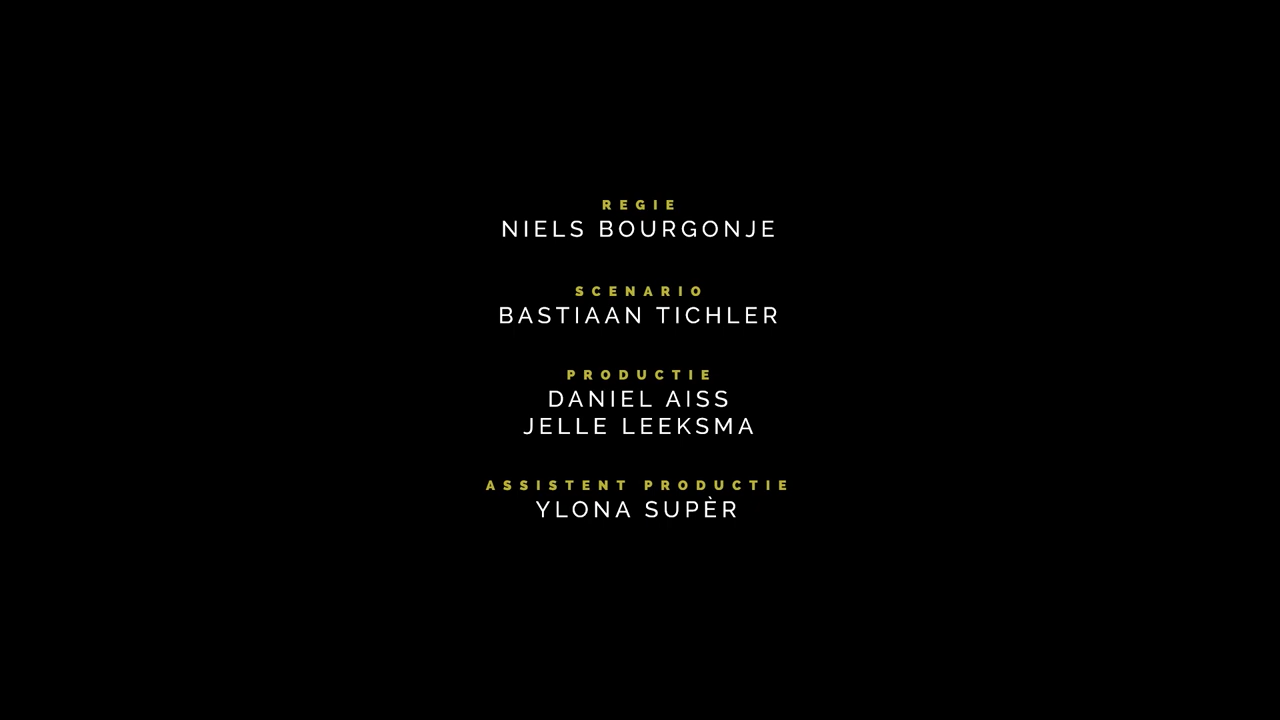 REGIE
NIELS BOURGONJE
SCENARIO
BASTIAAN TICHLER
PRODUCTIE
DANIEL AISS
JELLE LEEKSMA
ASSISTENT PRODUCTIE
YLONA SUPÈR